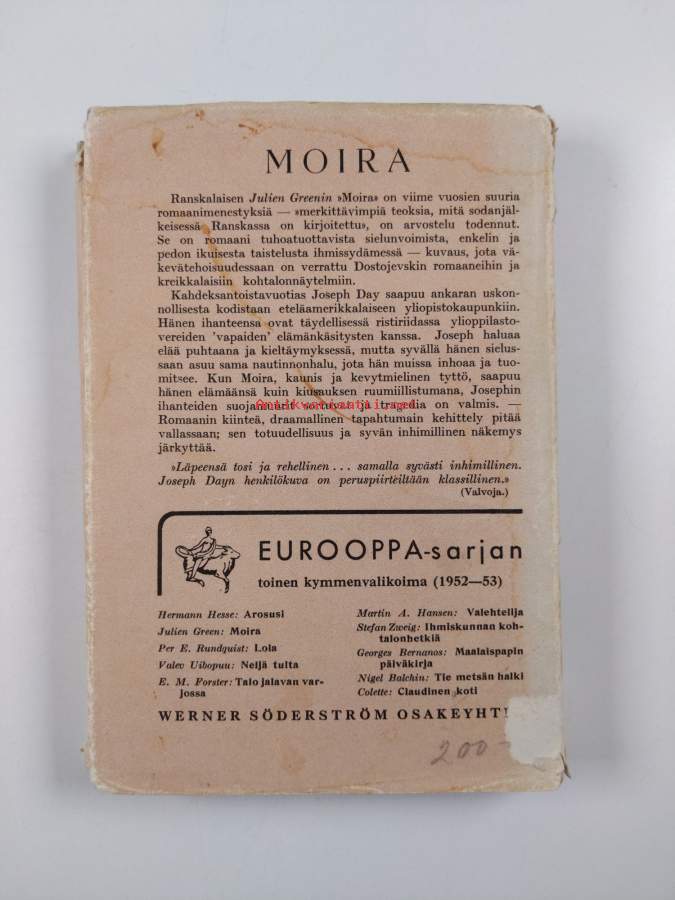 MOIRA
Ranskalaisen Julien Greenin »Moira» on viime vuosien suuria
romaanimenestyksiä — »merkittävimpiä teoksia, mitä sodanjäl-
keisessä Ranskassa on kirjoitettu», on arvostelu todennut.
Se on romaani tuhoatuottavista sielunvoimista, enkelin ja
pedon ikuisesta taistelusta ihmissydämessä — kuvaus, jota vä-
kevätehoisuudessaan on verrattu Dostojevskin romaaneihin ja
kreikkalaisiin kohtalonnäytelmiin.
Kahdeksantoistavuotias Joseph Day saapuu ankaran uskon-
nollisesta kodistaan eteläamerikkalaiseen yliopistokaupunkiin.
Hänen ihanteensa ovat täydellisessä ristiriidassa ylioppilasto-
vereiden 'vapaiden' elämänkäsitysten kanssa. Joseph haluaa
elää puhtaana ja kieltäymyksessä, mutta syvällä hänen sielus-
saan asuu sama nautinnonhalu, jota hän muissa inhoaa ja tuo-
mitsee. Kun Moira, kaunis ja kevytmielinen tyttö, saapuu
hänen elämäänsä kuin kiusauksen ruumiillistumana, Josephin
ihanteiden suojamuurit sortuvat ja tragedia on valmis. —
Antikvariaatti.net
Romaanin kiinteä, draamallinen tapahtumain kehittely pitää
vallassaan; sen totuudellisuus ja syvän inhimillinen näkemys
järkyttää.
»Läpeensä tosi ja rehellinen . . . samalla syvästi inhimillinen.
Joseph Dayn henkilökuva on peruspiirteiltään klassillinen.»
(Valvoja.)
EUROOPPA-sarjan
toinen kymmenvalikoima (1952—53)
Hermann Hesse: Arosusi
Julien Green: Moira
Per E. Rundquist: Lola
Valev Uibopuu: Neljä tulta
E. M. Forster: Talo jalavan var-
jossa
Martin A. Hansen: Valehtelija
Stefan Zweig: Ihmiskunnan koh-
talonhetkiä
Georges Bernanos: Maalaispapin
päiväkirja
Nigel Balchin: Tie metsän halki
Colette: Claudinen koti
WERNER SÖDERSTRÖM OSAKEYHTI
200-